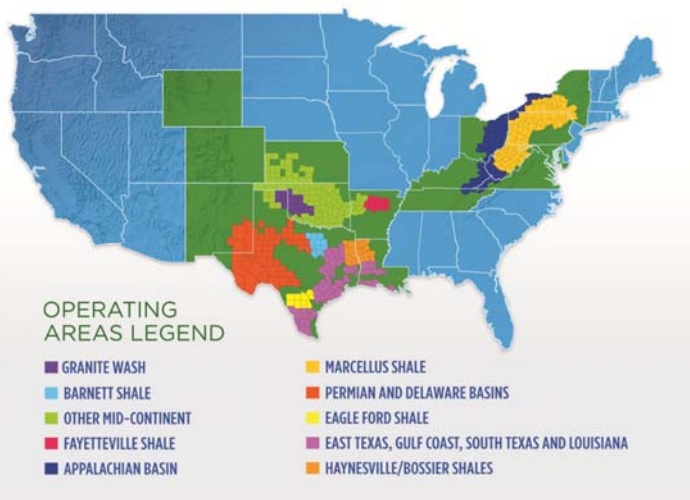 OPERATING
AREAS LEGEND
GRANITE WASH
BARNETT SHALE
OTHER MID-CONTINENT
FAYETTEVILLE SHALE
APPALACHIAN BASIN
MARCELLUS SHALE
PERMIAN AND DELAWARE BASINS
EAGLE FORD SHALE
EAST TEXAS, GULF COAST, SOUTH TEXAS AND LOUISIANA
HAYNESVILLE/BOSSIER SHALES